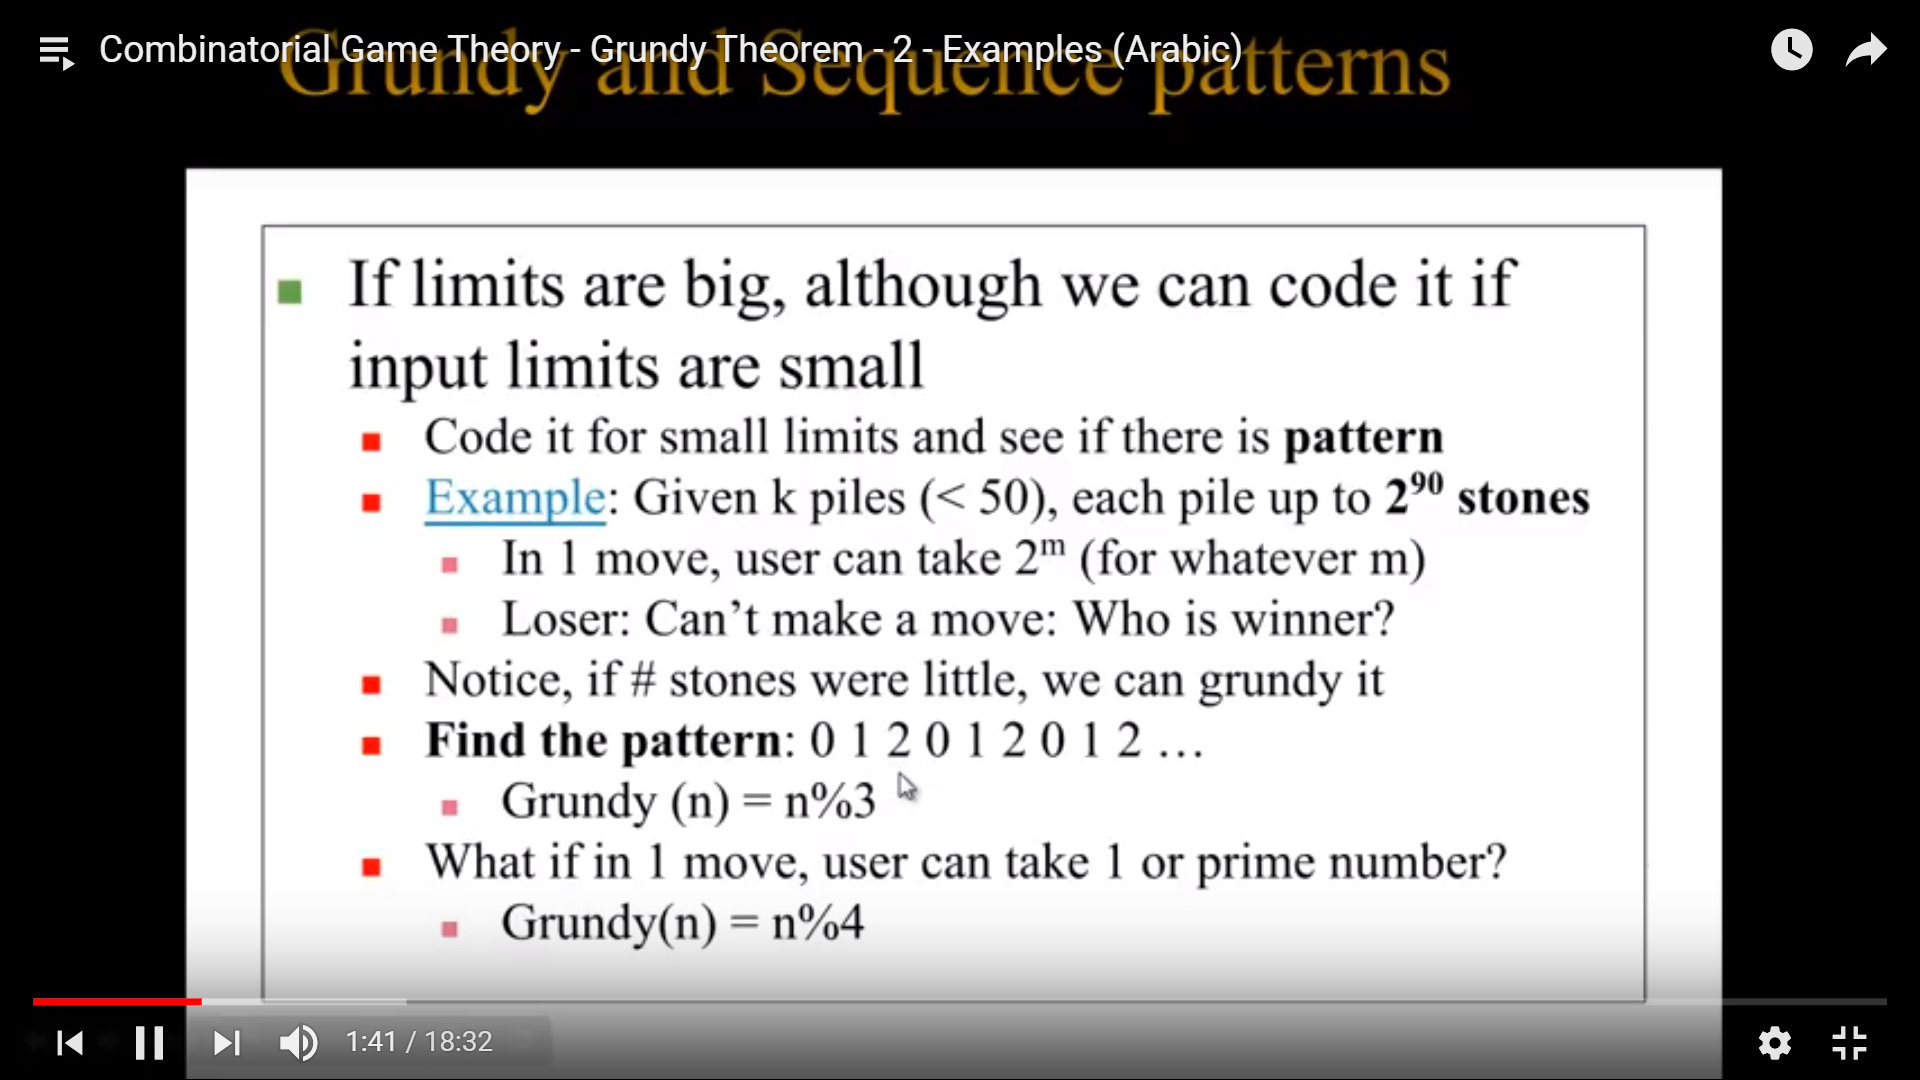 Combinatorial Game Theory - Grundy Theorem - 2 - Examples (Arabic)
Grundy and Sequence patterns
If limits are big, although we can code it if
input limits are small
Code it for small limits and see if there is pattern
Example: Given k piles (< 50), each pile up to 2⁹⁰ stones
In 1 move, user can take 2ᵐ (for whatever m)
Loser: Can’t make a move: Who is winner?
Notice, if # stones were little, we can grundy it
Find the pattern: 0 1 2 0 1 2 0 1 2 …
Grundy (n) = n%3
What if in 1 move, user can take 1 or prime number?
Grundy(n) = n%4
1:41 / 18:32